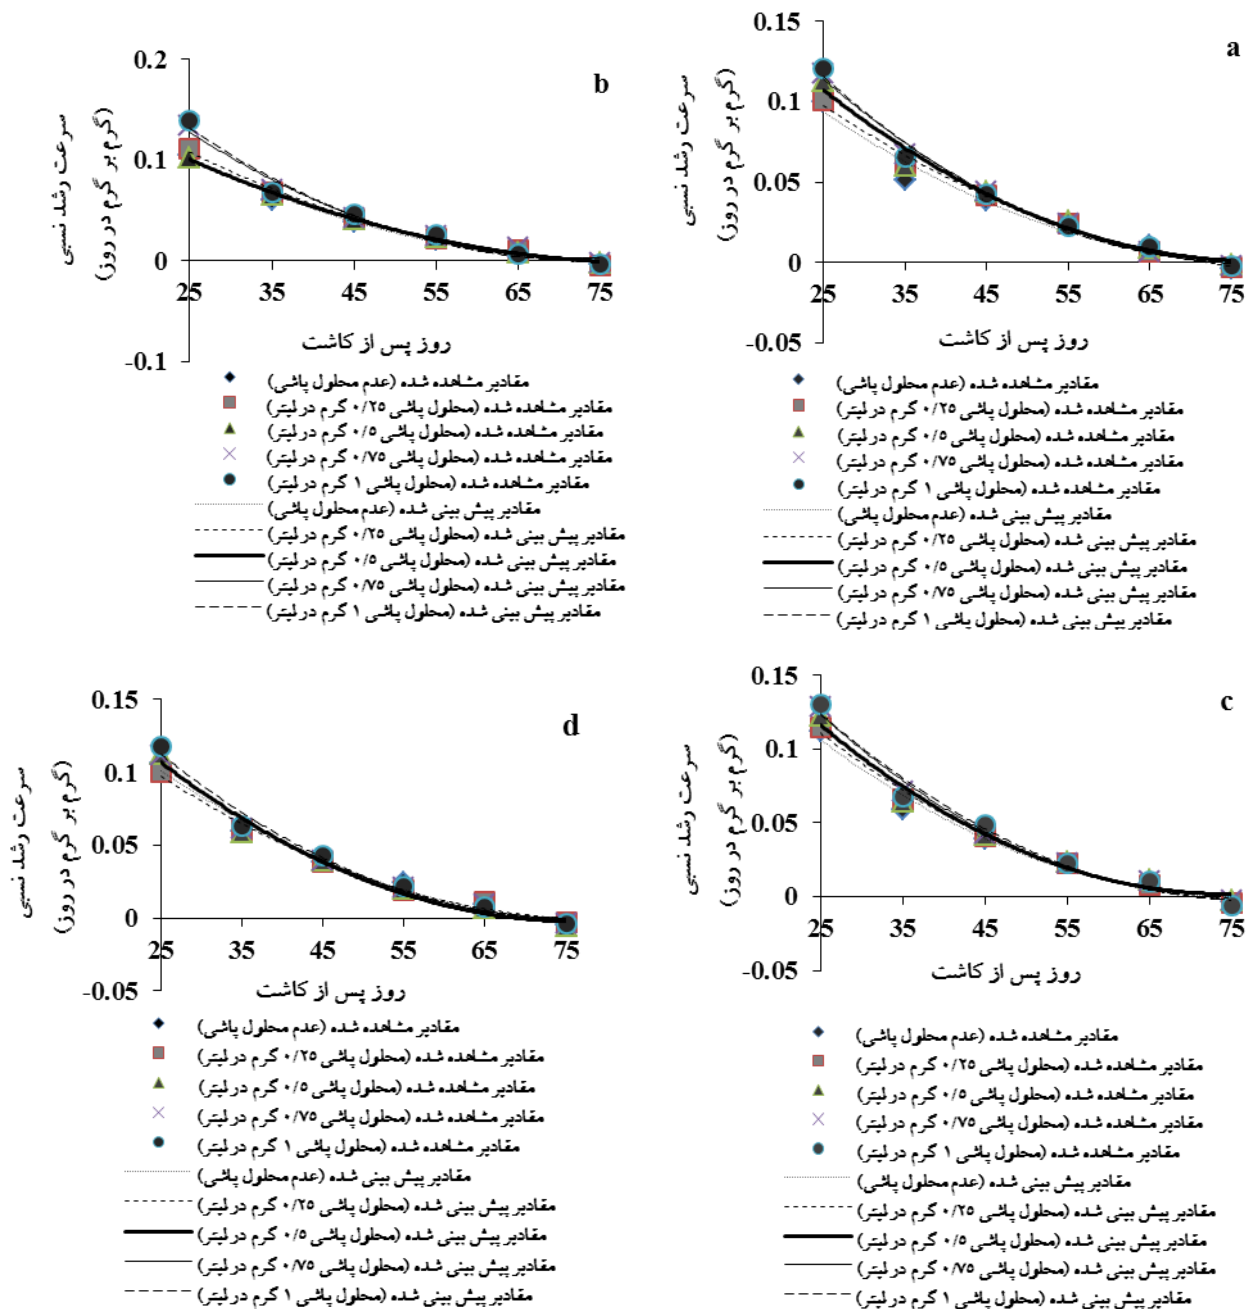 a
0.15
0.1
0.05
0
-0.05
25 35 45 55 65 75
سرعت رشد نسبی
(گرم بر گرم در روز)
روز پس از کاشت
مقادیر مشاهده شده (عدم محلول پاشی)
مقادیر مشاهده شده (محلول پاشی ۰/۲۵ گرم در لیتر)
مقادیر مشاهده شده (محلول پاشی ۰/۵ گرم در لیتر)
مقادیر مشاهده شده (محلول پاشی ۰/۷۵ گرم در لیتر)
مقادیر مشاهده شده (محلول پاشی ۱ گرم در لیتر)
مقادیر پیش بینی شده (عدم محلول پاشی)
مقادیر پیش بینی شده (محلول پاشی ۰/۲۵ گرم در لیتر)
مقادیر پیش بینی شده (محلول پاشی ۰/۵ گرم در لیتر)
مقادیر پیش بینی شده (محلول پاشی ۰/۷۵ گرم در لیتر)
مقادیر پیش بینی شده (محلول پاشی ۱ گرم در لیتر)
b
0.2
0.1
0
-0.1
25 35 45 55 65 75
سرعت رشد نسبی
(گرم بر گرم در روز)
روز پس از کاشت
مقادیر مشاهده شده (عدم محلول پاشی)
مقادیر مشاهده شده (محلول پاشی ۰/۲۵ گرم در لیتر)
مقادیر مشاهده شده (محلول پاشی ۰/۵ گرم در لیتر)
مقادیر مشاهده شده (محلول پاشی ۰/۷۵ گرم در لیتر)
مقادیر مشاهده شده (محلول پاشی ۱ گرم در لیتر)
مقادیر پیش بینی شده (عدم محلول پاشی)
مقادیر پیش بینی شده (محلول پاشی ۰/۲۵ گرم در لیتر)
مقادیر پیش بینی شده (محلول پاشی ۰/۵ گرم در لیتر)
مقادیر پیش بینی شده (محلول پاشی ۰/۷۵ گرم در لیتر)
مقادیر پیش بینی شده (محلول پاشی ۱ گرم در لیتر)
c
0.15
0.1
0.05
0
-0.05
25 35 45 55 65 75
سرعت رشد نسبی
(گرم بر گرم در روز)
روز پس از کاشت
مقادیر مشاهده شده (عدم محلول پاشی)
مقادیر مشاهده شده (محلول پاشی ۰/۲۵ گرم در لیتر)
مقادیر مشاهده شده (محلول پاشی ۰/۵ گرم در لیتر)
مقادیر مشاهده شده (محلول پاشی ۰/۷۵ گرم در لیتر)
مقادیر مشاهده شده (محلول پاشی ۱ گرم در لیتر)
مقادیر پیش بینی شده (عدم محلول پاشی)
مقادیر پیش بینی شده (محلول پاشی ۰/۲۵ گرم در لیتر)
مقادیر پیش بینی شده (محلول پاشی ۰/۵ گرم در لیتر)
مقادیر پیش بینی شده (محلول پاشی ۰/۷۵ گرم در لیتر)
مقادیر پیش بینی شده (محلول پاشی ۱ گرم در لیتر)
d
0.15
0.1
0.05
0
-0.05
25 35 45 55 65 75
سرعت رشد نسبی
(گرم بر گرم در روز)
روز پس از کاشت
مقادیر مشاهده شده (عدم محلول پاشی)
مقادیر مشاهده شده (محلول پاشی ۰/۲۵ گرم در لیتر)
مقادیر مشاهده شده (محلول پاشی ۰/۵ گرم در لیتر)
مقادیر مشاهده شده (محلول پاشی ۰/۷۵ گرم در لیتر)
مقادیر مشاهده شده (محلول پاشی ۱ گرم در لیتر)
مقادیر پیش بینی شده (عدم محلول پاشی)
مقادیر پیش بینی شده (محلول پاشی ۰/۲۵ گرم در لیتر)
مقادیر پیش بینی شده (محلول پاشی ۰/۵ گرم در لیتر)
مقادیر پیش بینی شده (محلول پاشی ۰/۷۵ گرم در لیتر)
مقادیر پیش بینی شده (محلول پاشی ۱ گرم در لیتر)